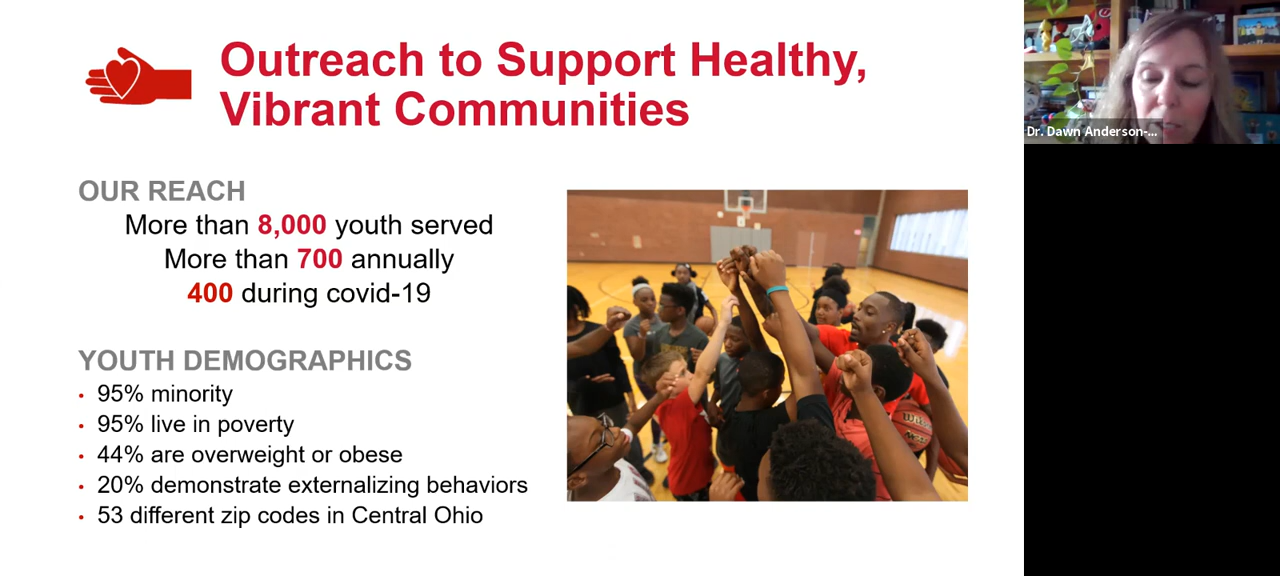 Outreach to Support Healthy,
Vibrant Communities
OUR REACH
More than 8,000 youth served
More than 700 annually
400 during covid-19
YOUTH DEMOGRAPHICS
• 95% minority
• 95% live in poverty
• 44% are overweight or obese
• 20% demonstrate externalizing behaviors
• 53 different zip codes in Central Ohio
Dr. Dawn Anderson-...